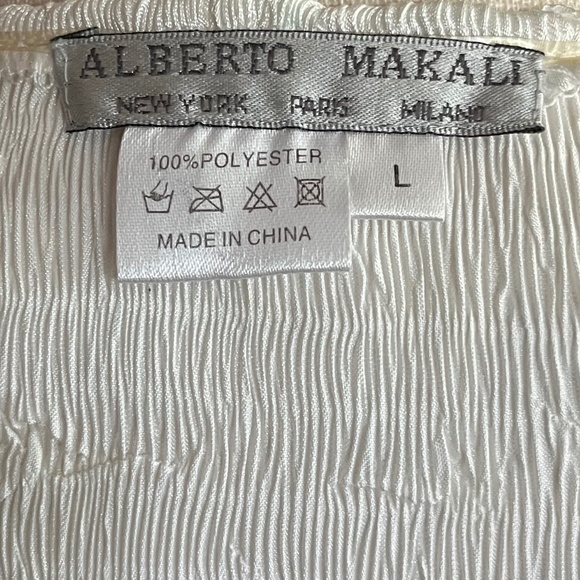 ALBERTO MAKALI
NEW YORK PARIS MILANO
100%POLYESTER
L
MADE IN CHINA